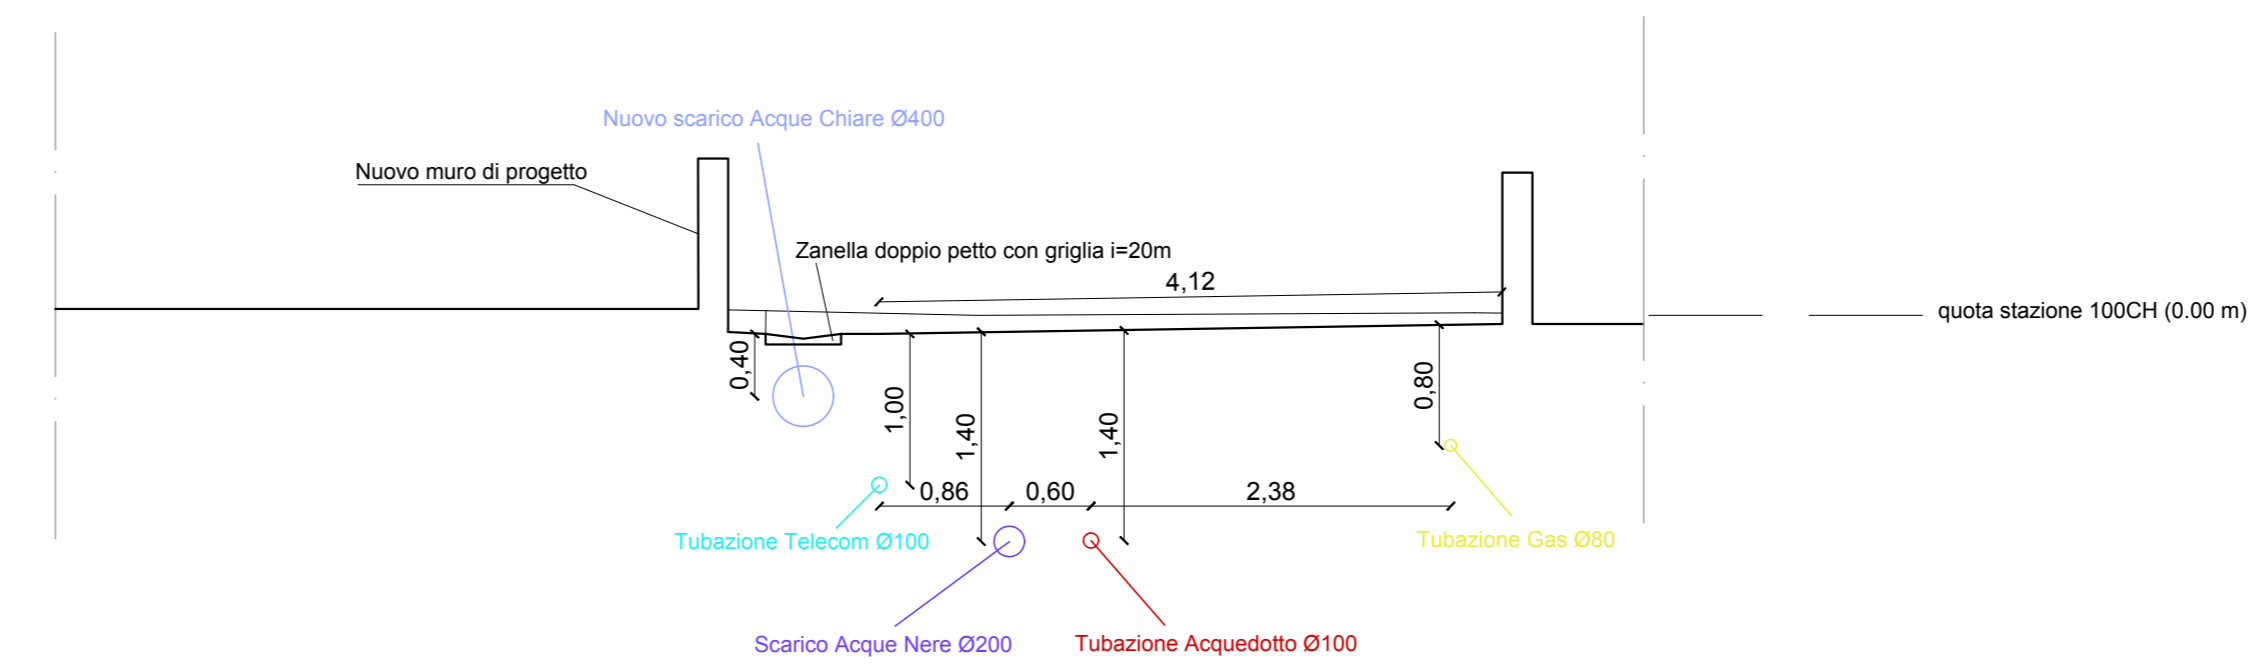 Nuovo scarico Acque Chiare Ø400
Nuovo muro di progetto
Zanella doppio petto con griglia i=20m
4,12
quota stazione 100CH (0.00 m)
0,40
1,00
1,40
1,40
0,80
0,86
0,60
2,38
Tubazione Telecom Ø100
Tubazione Gas Ø80
Scarico Acque Nere Ø200
Tubazione Acquedotto Ø100